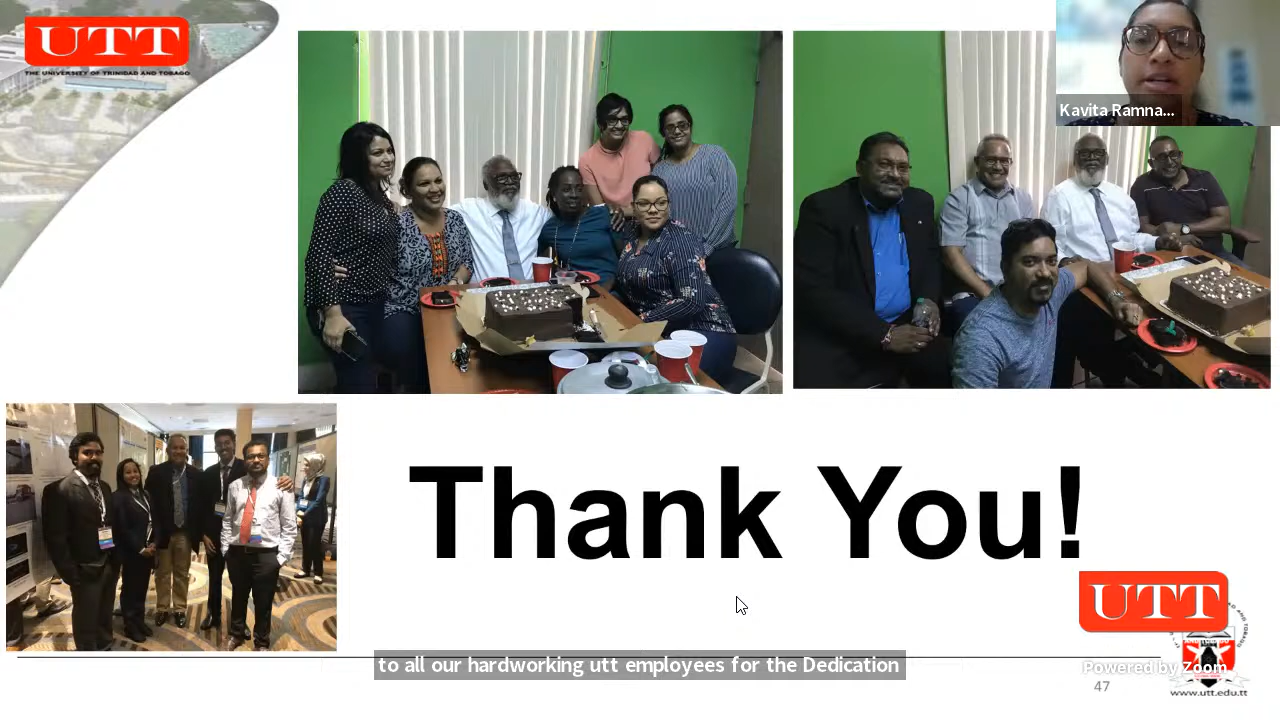 UTT
THE UNIVERSITY OF TRINIDAD AND TOBAGO
Kavita Ramna...
Thank You!
UTT
to all our hardworking utt employees for the Dedication
Powered by Zoom
47
www.utt.edu.tt